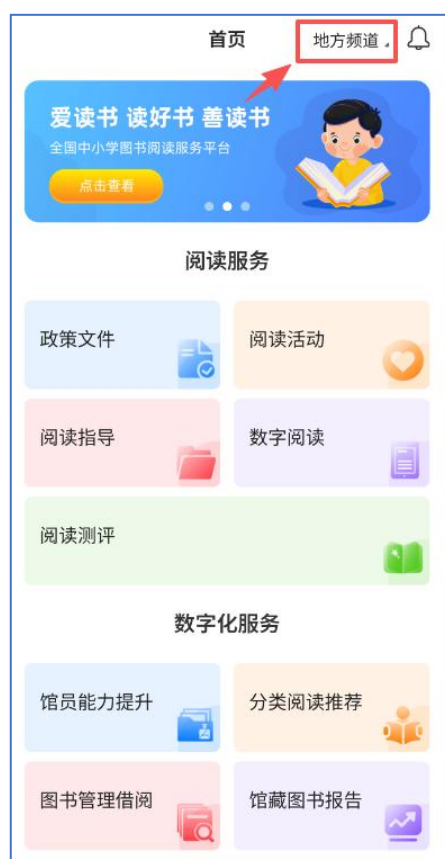 首页
地方频道
爱读书 读好书 善读书
全国中小学图书阅读服务平台
点击查看
阅读服务
政策文件
阅读活动
阅读指导
数字阅读
阅读测评
数字化服务
馆员能力提升
分类阅读推荐
图书管理借阅
馆藏图书报告